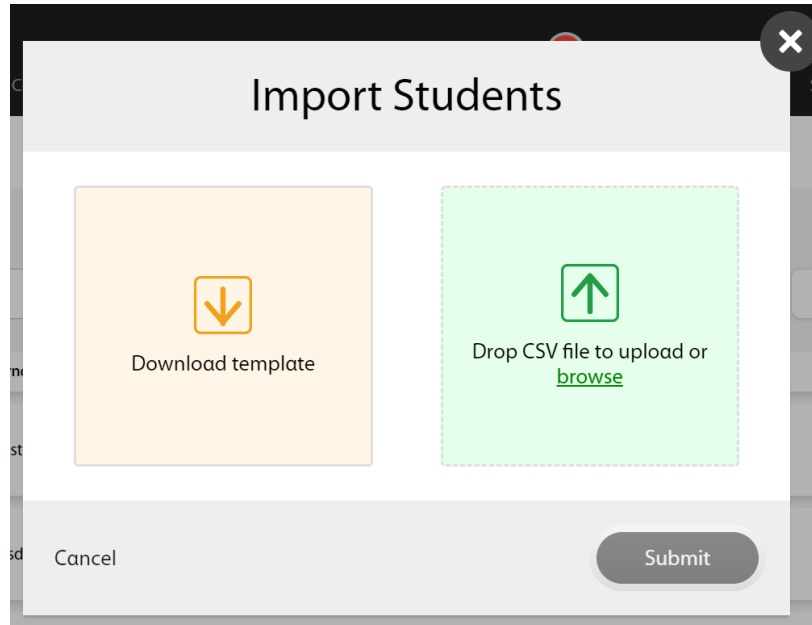 Import Students
Download template
Drop CSV file to upload or
browse
Cancel
Submit